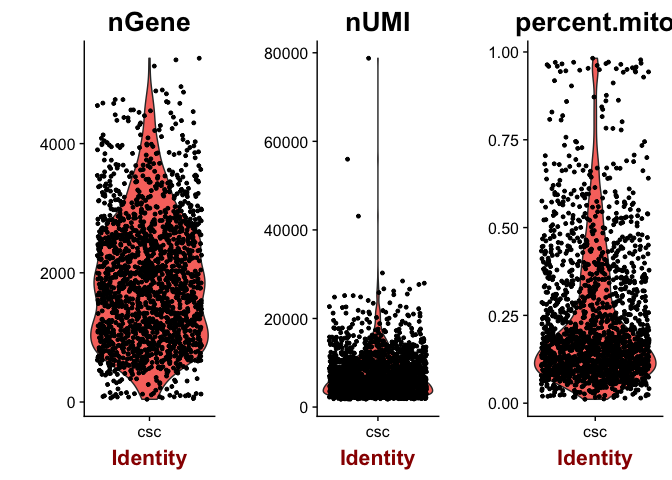 nGene
4000
2000
0
csc
Identity
nUMI
80000
60000
40000
20000
0
csc
Identity
percent.mito
1.00
0.75
0.50
0.25
0.00
csc
Identity